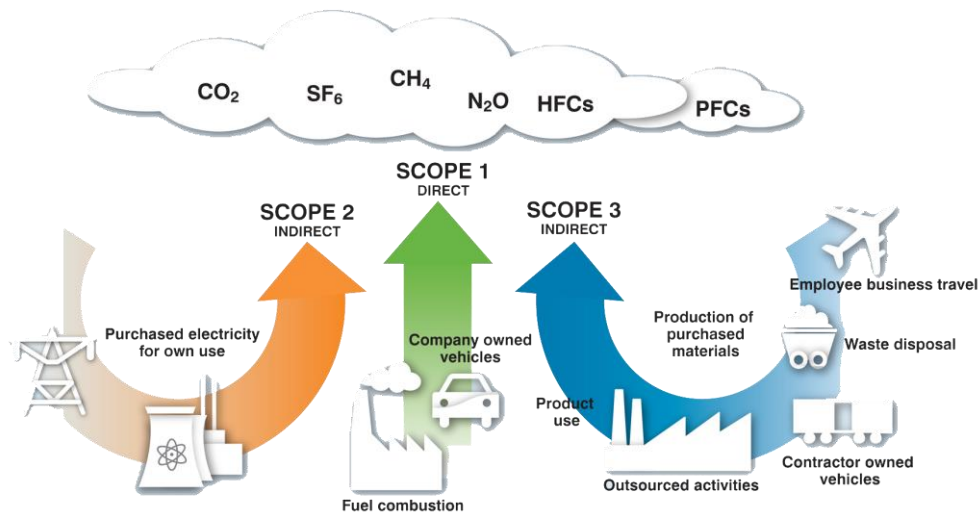 CO₂
SF₆
CH₄
N₂O
HFCs
PFCs
SCOPE 1
DIRECT
SCOPE 2
INDIRECT
SCOPE 3
INDIRECT
Purchased electricity
for own use
Company owned
vehicles
Fuel combustion
Product
use
Production of
purchased
materials
Outsourced activities
Employee business travel
Waste disposal
Contractor owned
vehicles